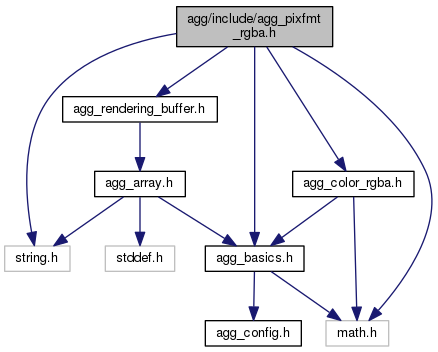 agg/include/agg_pixfmt
_rgba.h
agg_rendering_buffer.h
agg_array.h
agg_color_rgba.h
string.h
stddef.h
agg_basics.h
agg_config.h
math.h